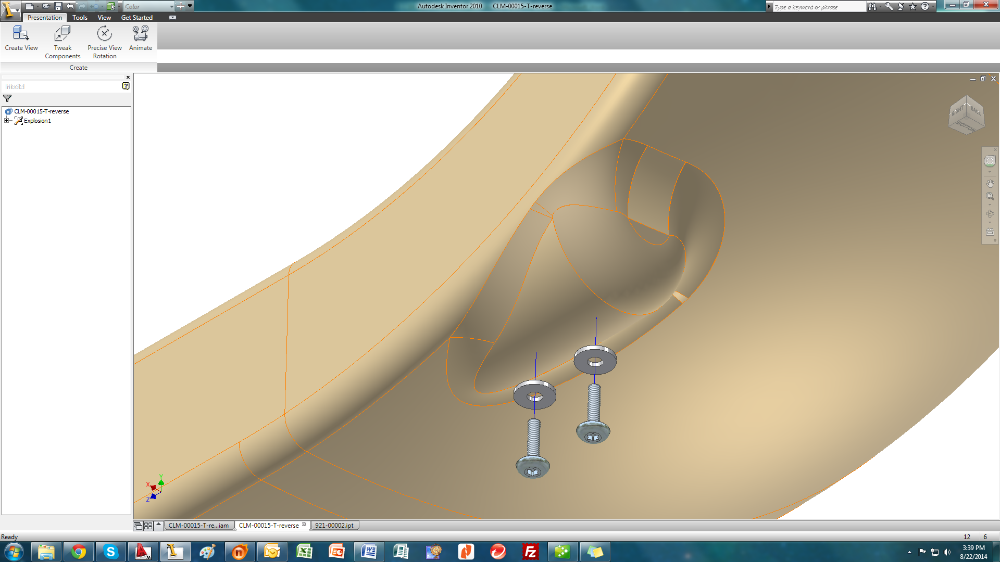 Color
Autodesk Inventor 2010 CLM-00015-T-reverse
Type a keyword or phrase
Presentation Tools View Get Started
Create View
Tweak Components
Precise View Rotation
Animate
Create
Model
CLM-00015-T-reverse
Explosion1
RIGHT BACK
BOTTOM
Y
X
Z
CLM-00015-T-re...iam CLM-00015-T-reverse 921-00002.ipt
Ready
12 6
3:39 PM
8/22/2014